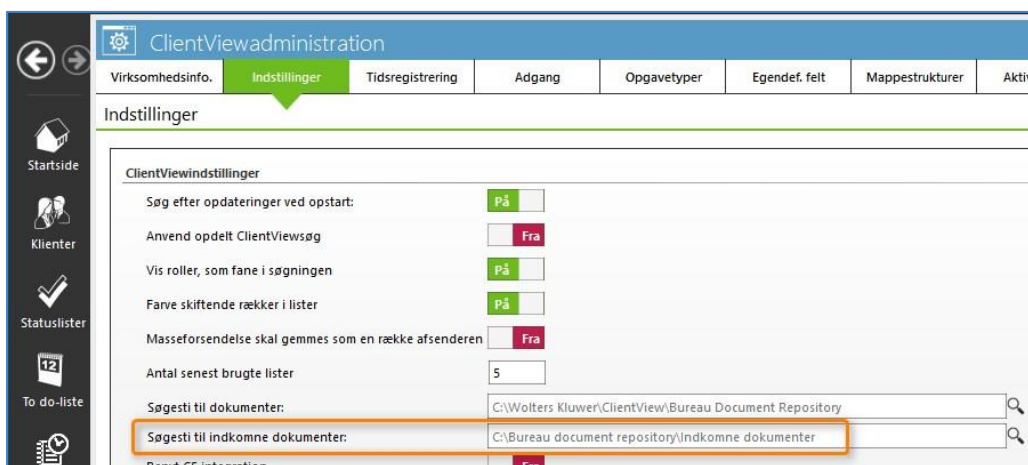 ClientViewadministration
Virksomhedsinfo. Indstillinger Tidsregistrering Adgang Opgavetyper Egendef. felt Mappestrukturer Aktiv
Indstillinger
Startside
Klienter
Statuslister
12
To do-liste
ClientViewindstillinger
Søg efter opdateringer ved opstart: På
Anvend opdelt ClientViewsøg Fra
Vis roller, som fane i søgningen På
Farve skiftende rækker i lister På
Masseforsendelse skal gemmes som en række afsenderen Fra
Antal senest brugte lister 5
Søgesti til dokumenter: C:\Wolters Kluwer\ClientView\Bureau Document Repository
Søgesti til indkomne dokumenter: C:\Bureau document repository\Indkomne dokumenter